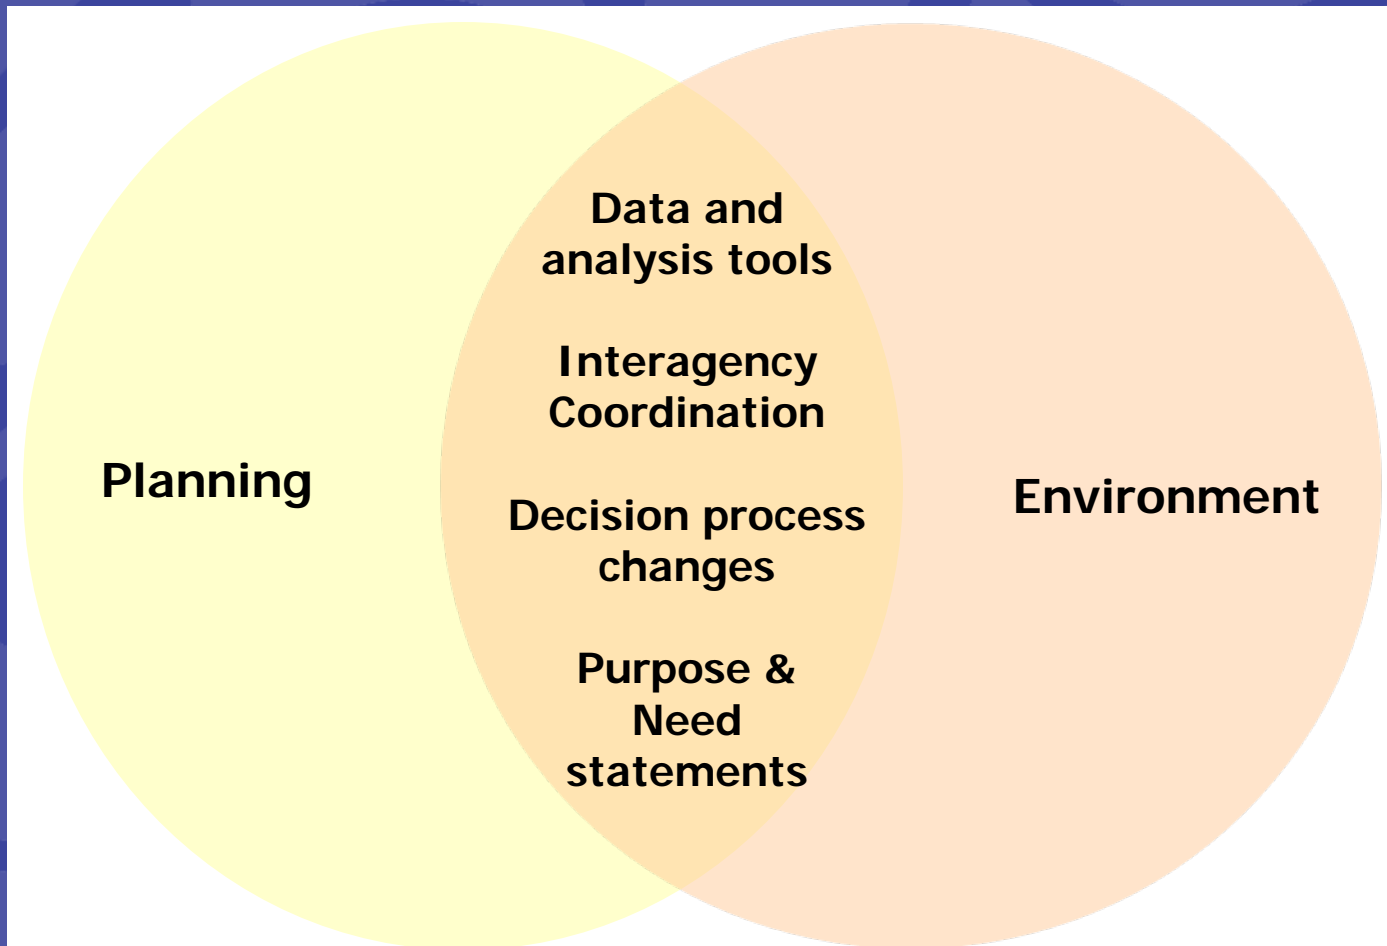 Data and
analysis tools
Interagency
Coordination
Planning
Environment
Decision process
changes
Purpose &
Need
statements